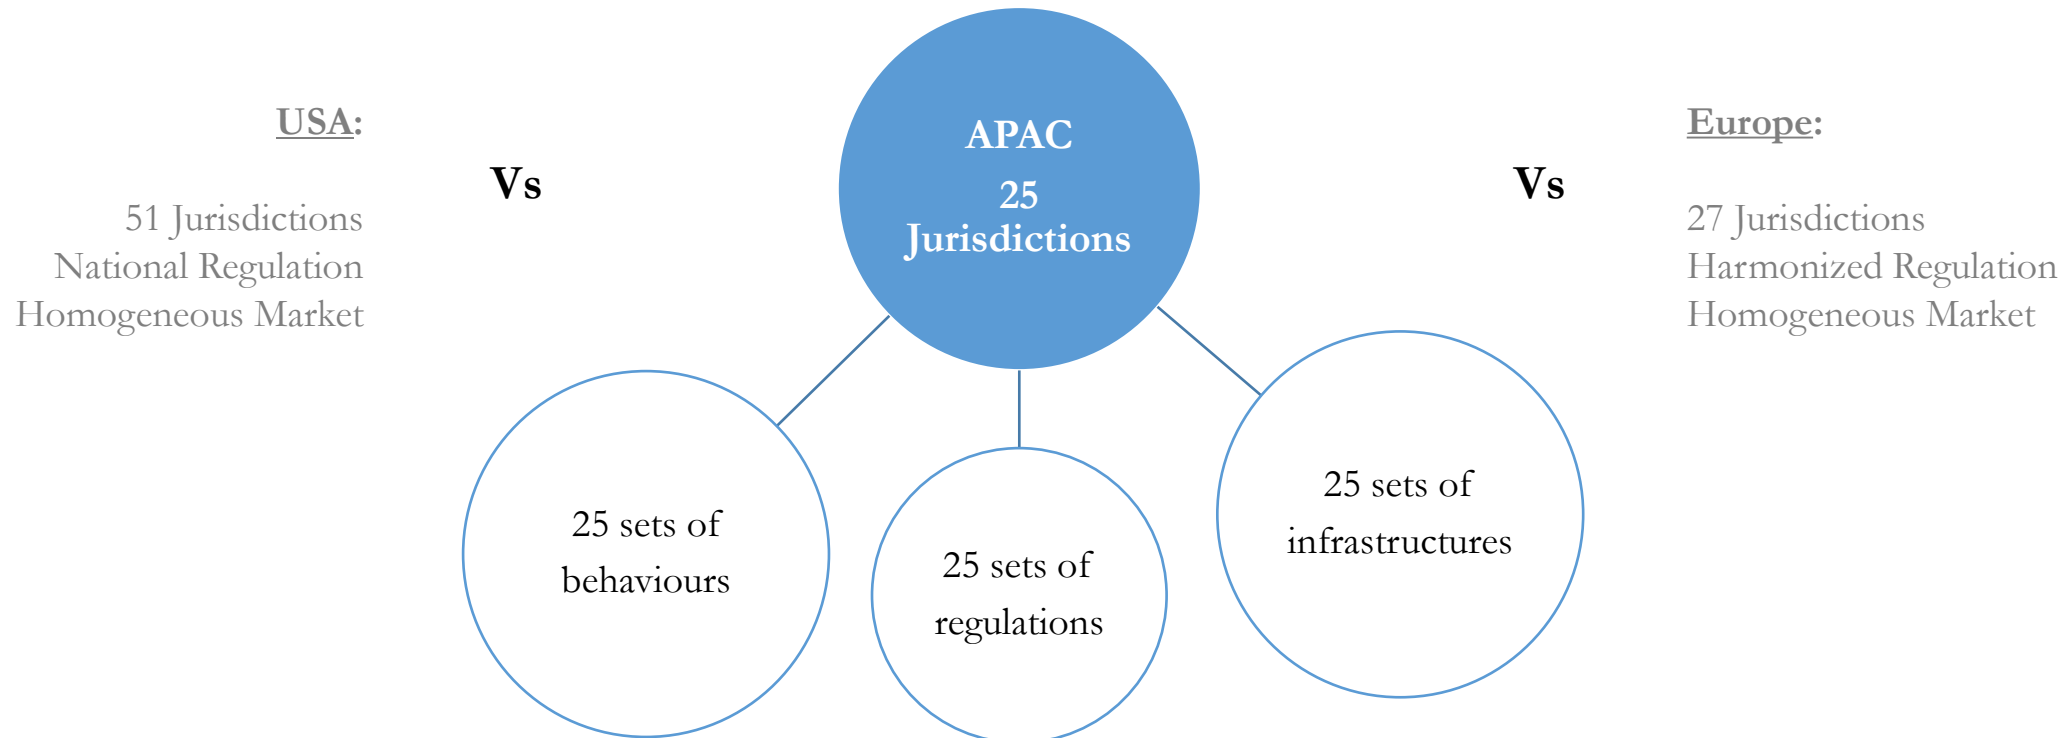 USA:
51 Jurisdictions
National Regulation
Homogeneous Market
Vs
APAC
25
Jurisdictions
Vs
Europe:
27 Jurisdictions
Harmonized Regulation
Homogeneous Market
25 sets of
behaviours
25 sets of
regulations
25 sets of
infrastructures